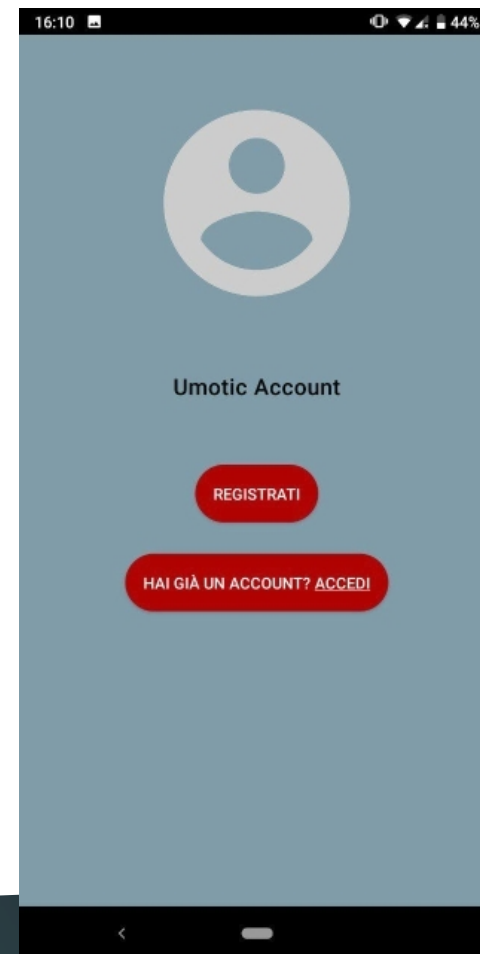 16:10
44%
Umotic Account
REGISTRATI
HAI GIÀ UN ACCOUNT? ACCEDI